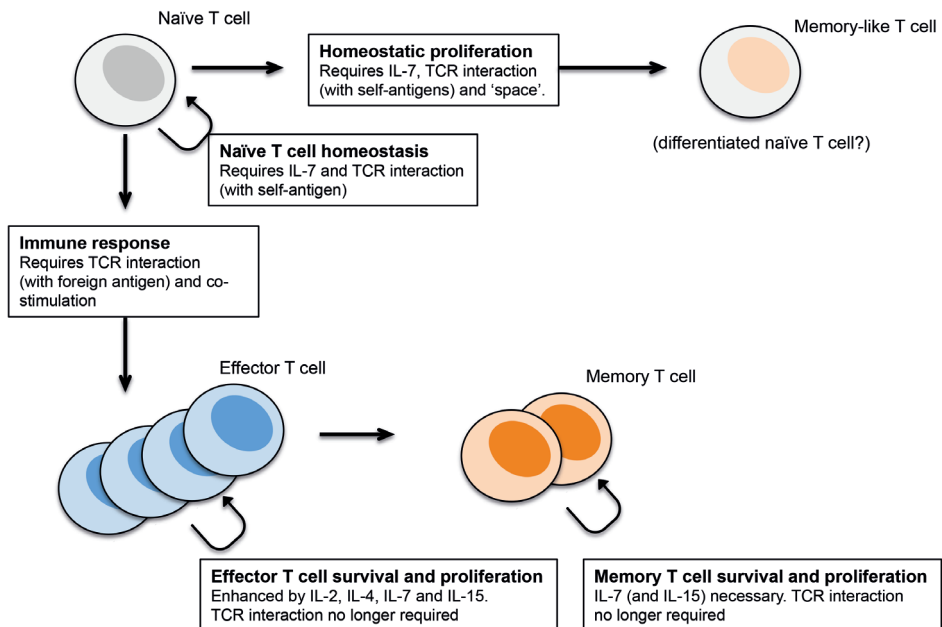 Naïve T cell
Homeostatic proliferation
Requires IL-7, TCR interaction
(with self-antigens) and ‘space’.
Memory-like T cell
(differentiated naïve T cell?)
Naïve T cell homeostasis
Requires IL-7 and TCR interaction
(with self-antigen)
Immune response
Requires TCR interaction
(with foreign antigen) and co-
stimulation
Effector T cell
Memory T cell
Effector T cell survival and proliferation
Enhanced by IL-2, IL-4, IL-7 and IL-15.
TCR interaction no longer required
Memory T cell survival and proliferation
IL-7 (and IL-15) necessary. TCR interaction
no longer required